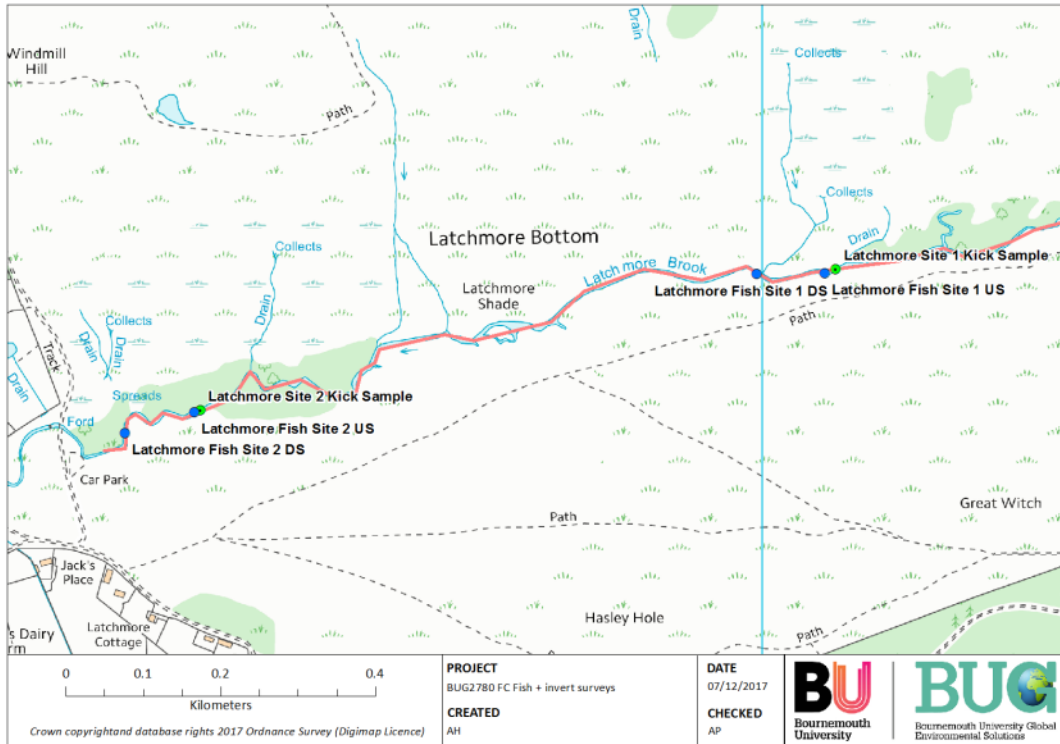 Windmill
Hill
Path
Drain
Collects
Latchmore Bottom
Collects
Drain
Latchmore Site 1 Kick Sample
Latch more Brook
Latchmore Fish Site 1 DS
Latchmore Fish Site 1 US
Latchmore
Shade
Path
Collects
Drain
Collects
Drain
Drain
Track
Drain
Spreads
Ford
Latchmore Site 2 Kick Sample
Latchmore Fish Site 2 US
Latchmore Fish Site 2 DS
Car Park
Great Witch
Path
Jack's
Place
Latchmore
Cottage
s Dairy
rm
Hasley Hole
Path
0 0.1 0.2 0.4
Kilometers
Crown copyrightand database rights 2017 Ordnance Survey (Digimap Licence)
PROJECT
BUG2780 FC Fish + invert surveys
CREATED
AH
DATE
07/12/2017
CHECKED
AP
BU
Bournemouth
University
BUG
Bournemouth University Global
Environmental Solutions